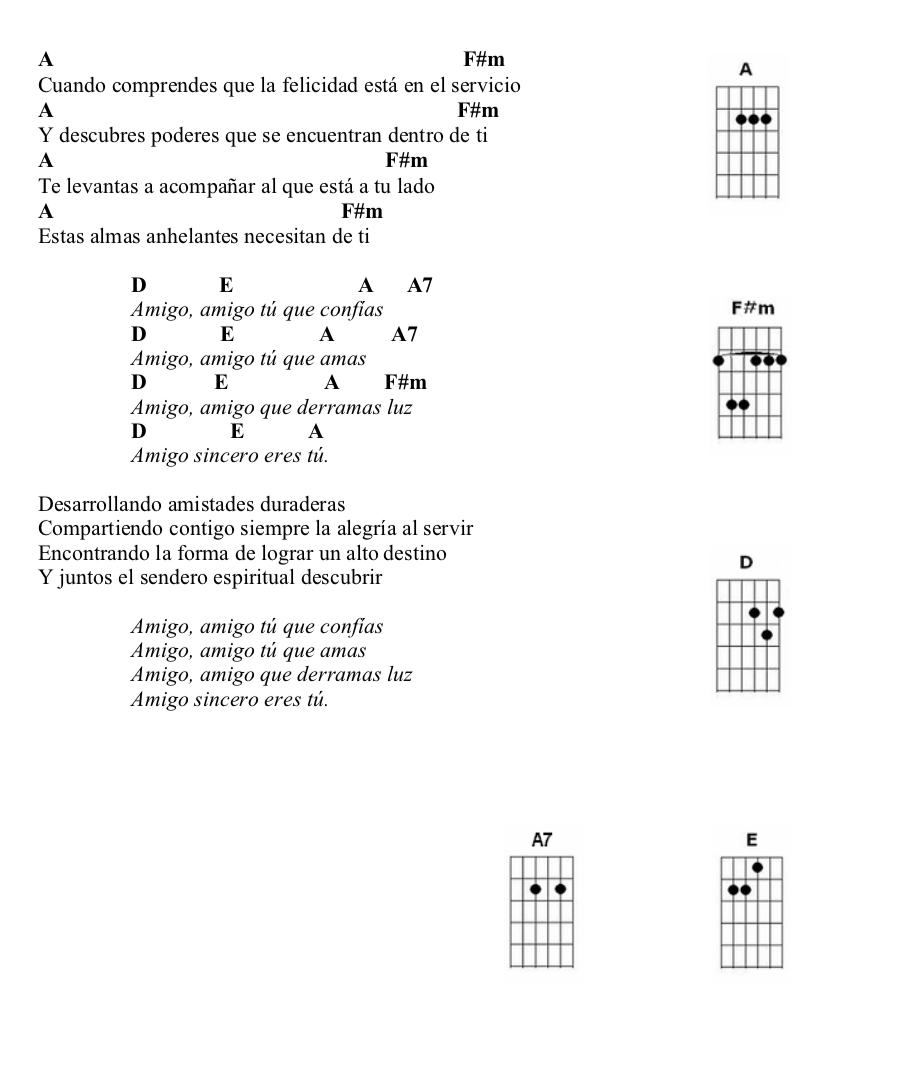 A F#m
Cuando comprendes que la felicidad está en el servicio
A F#m
Y descubres poderes que se encuentran dentro de ti
A F#m
Te levantas a acompañar al que está a tu lado
A F#m
Estas almas anhelantes necesitan de ti
D E A A7
Amigo, amigo tú que confías
D E A A7
Amigo, amigo tú que amas
D E A F#m
Amigo, amigo que derramas luz
D E A
Amigo sincero eres tú.
Desarrollando amistades duraderas
Compartiendo contigo siempre la alegría al servir
Encontrando la forma de lograr un alto destino
Y juntos el sendero espiritual descubrir
Amigo, amigo tú que confías
Amigo, amigo tú que amas
Amigo, amigo que derramas luz
Amigo sincero eres tú.
A
F#m
D
A7
E